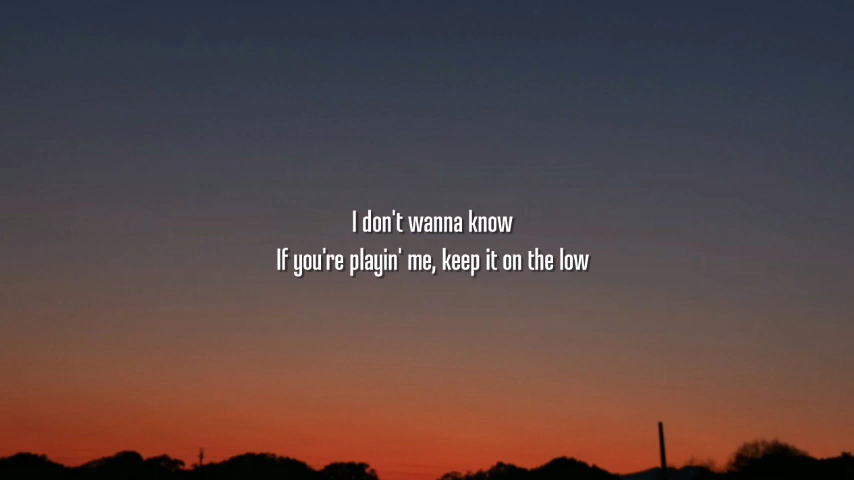 I don't wanna know
If you're playin' me, keep it on the low